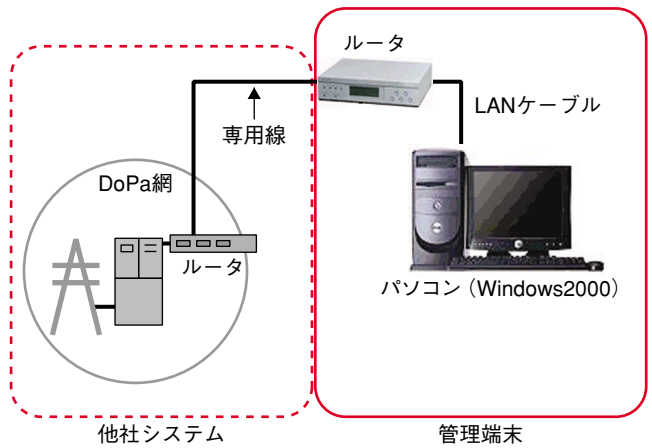 ルータ
LANケーブル
専用線
DoPa網
ルータ
パソコン（Windows2000）
他社システム
管理端末